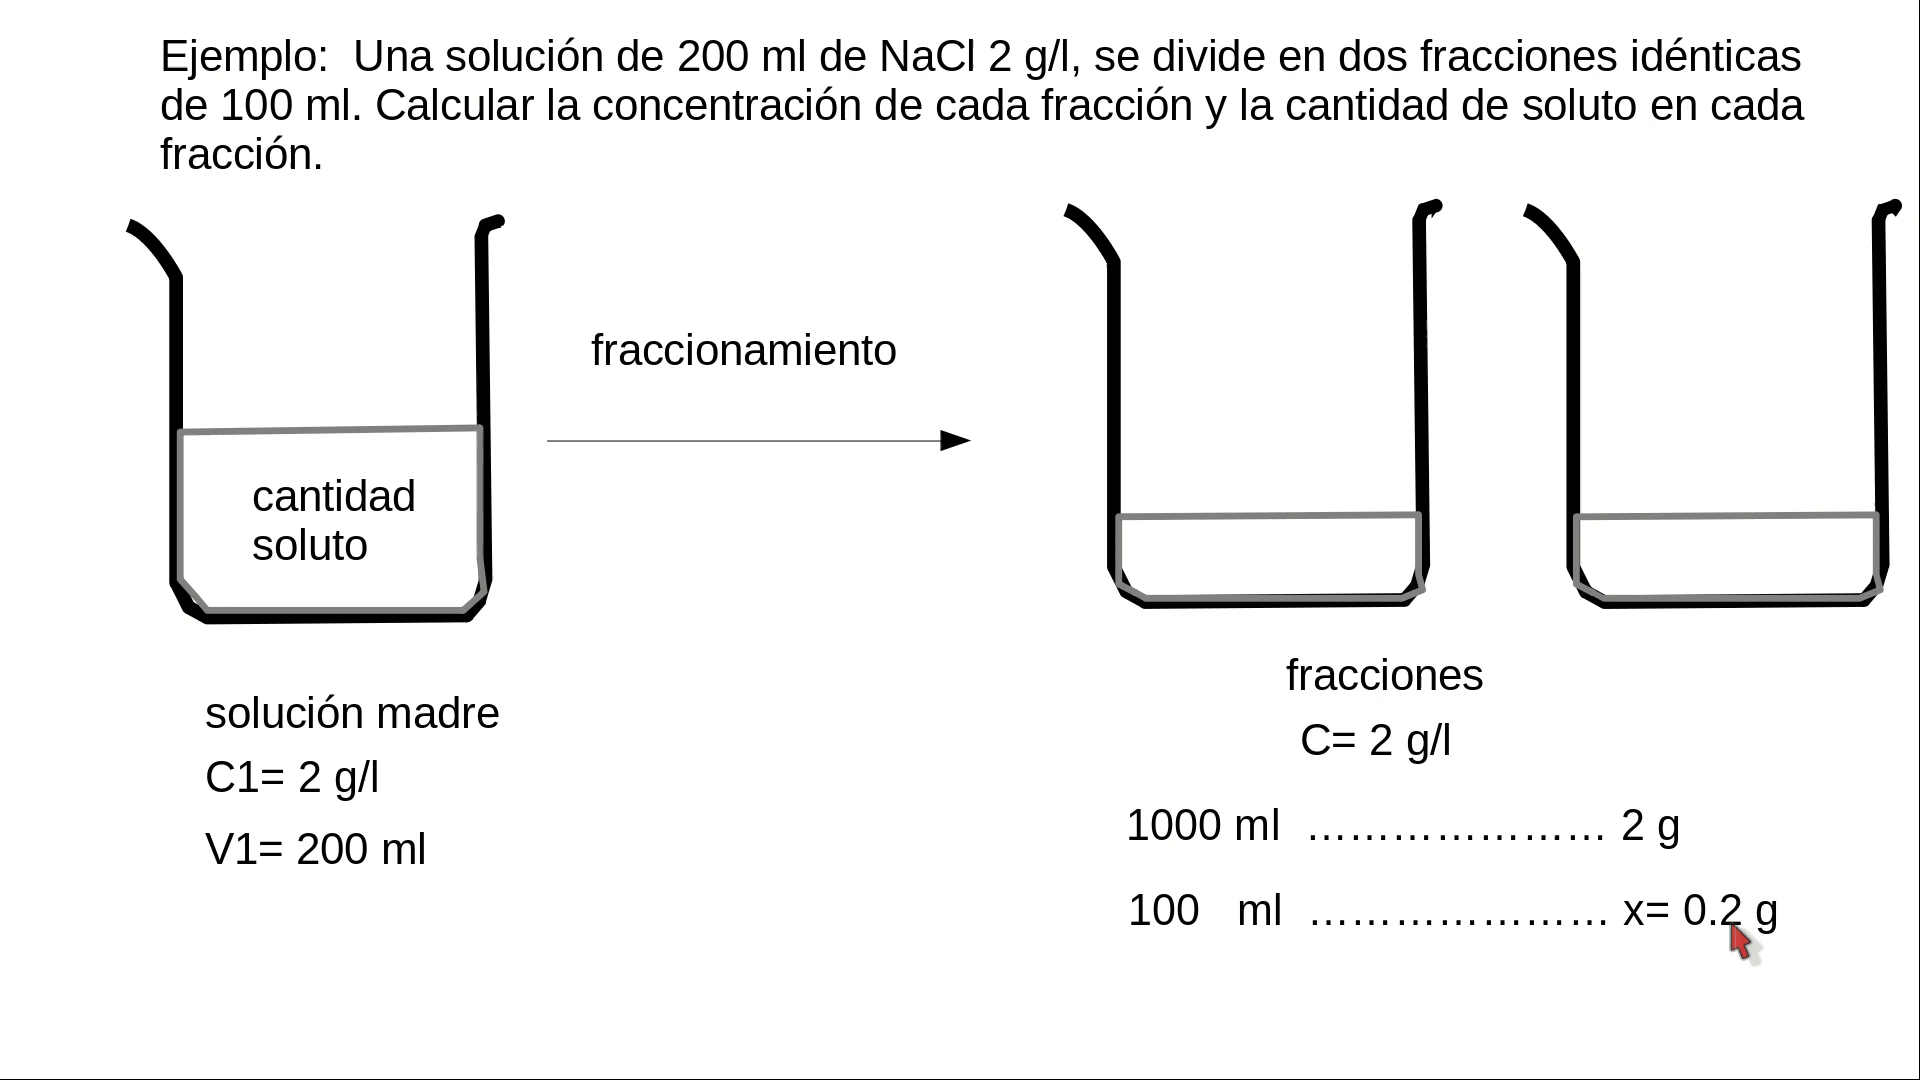 Ejemplo:  Una solución de 200 ml de NaCl 2 g/l, se divide en dos fracciones idénticas
de 100 ml. Calcular la concentración de cada fracción y la cantidad de soluto en cada
fracción.
fraccionamiento
cantidad
soluto
solución madre
C1= 2 g/l
V1= 200 ml
fracciones
C= 2 g/l
1000 ml ………………… 2 g
100 ml ………………… x= 0.2 g